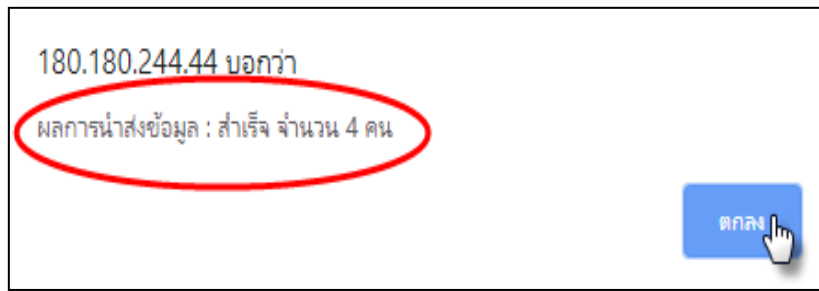 180.180.244.44 บอกว่า
ผลการนำส่งข้อมูล : สำเร็จ จำนวน 4 คน
ตกลง